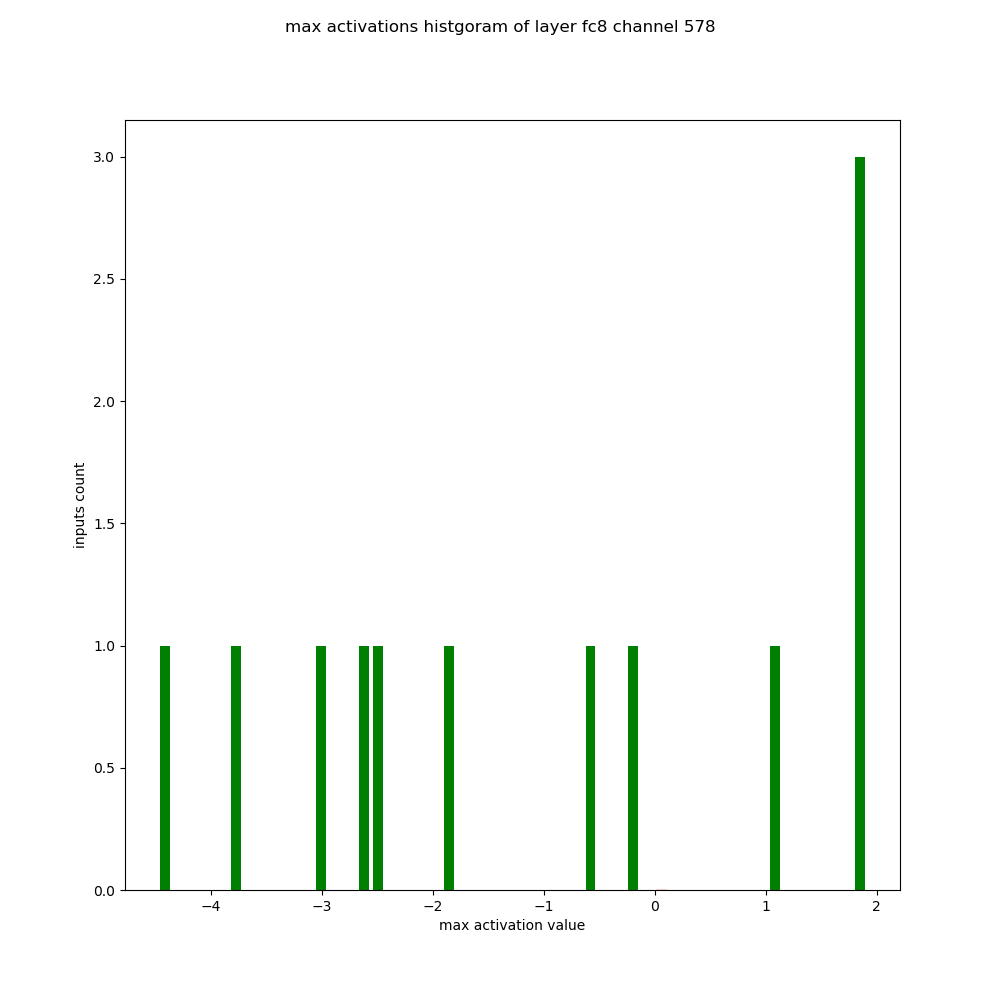 max activations histgoram of layer fc8 channel 578
3.0
2.5
2.0
1.5
1.0
0.5
0.0
inputs count
−4 −3 −2 −1 0 1 2
max activation value